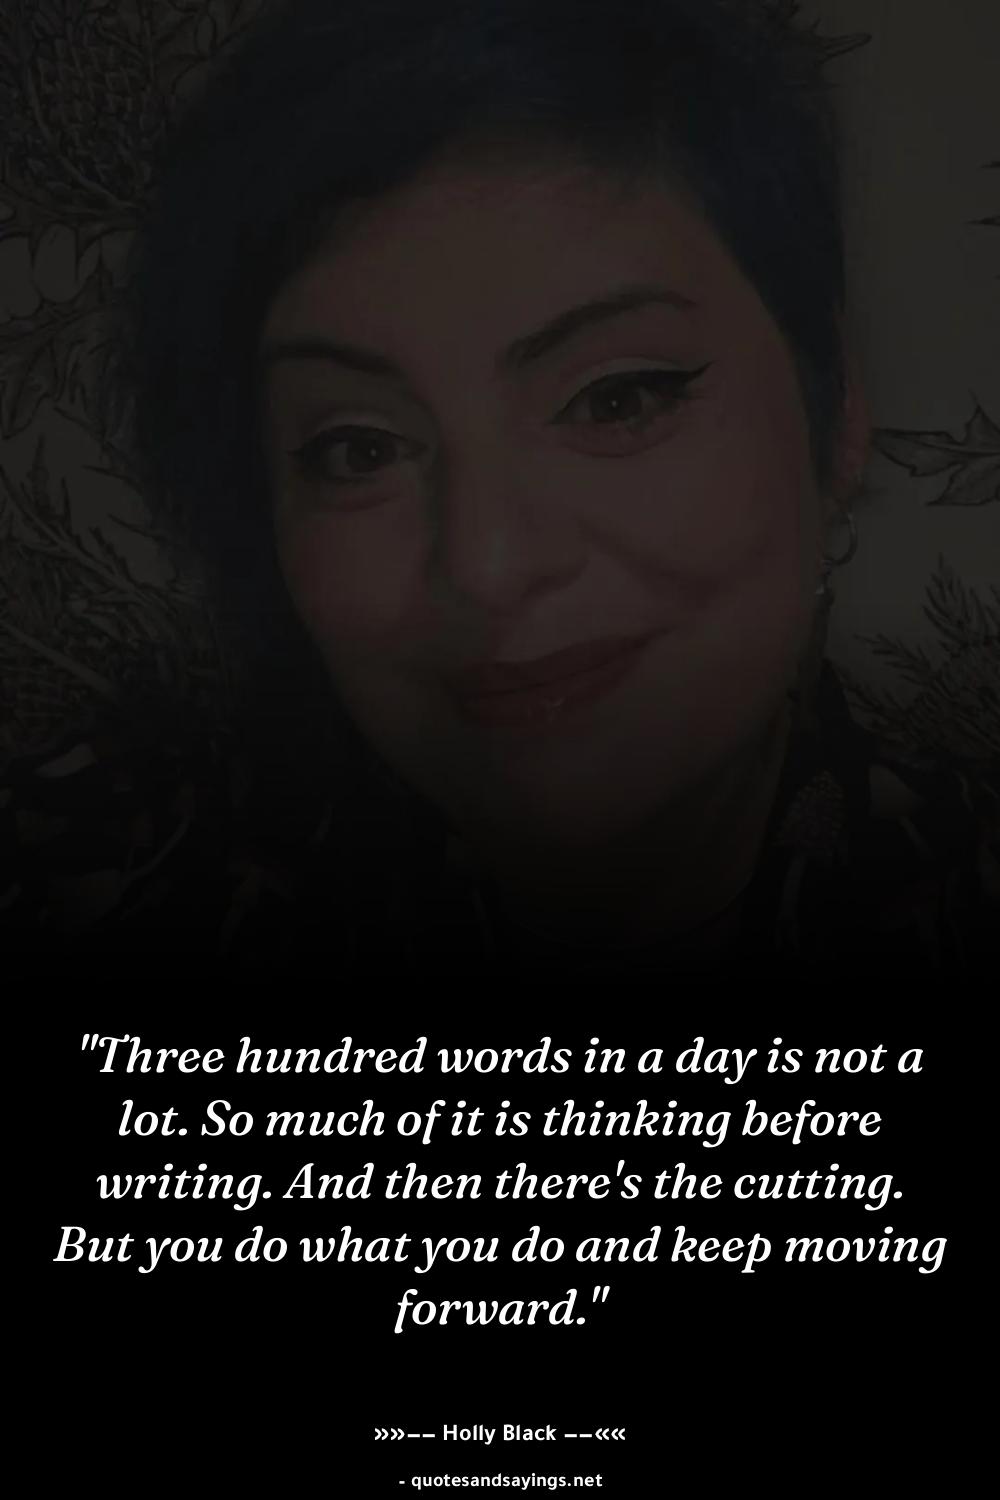 "Three hundred words in a day is not a
lot. So much of it is thinking before
writing. And then there's the cutting.
But you do what you do and keep moving
forward."
»»−− Holly Black −−««
- quotesandsayings.net